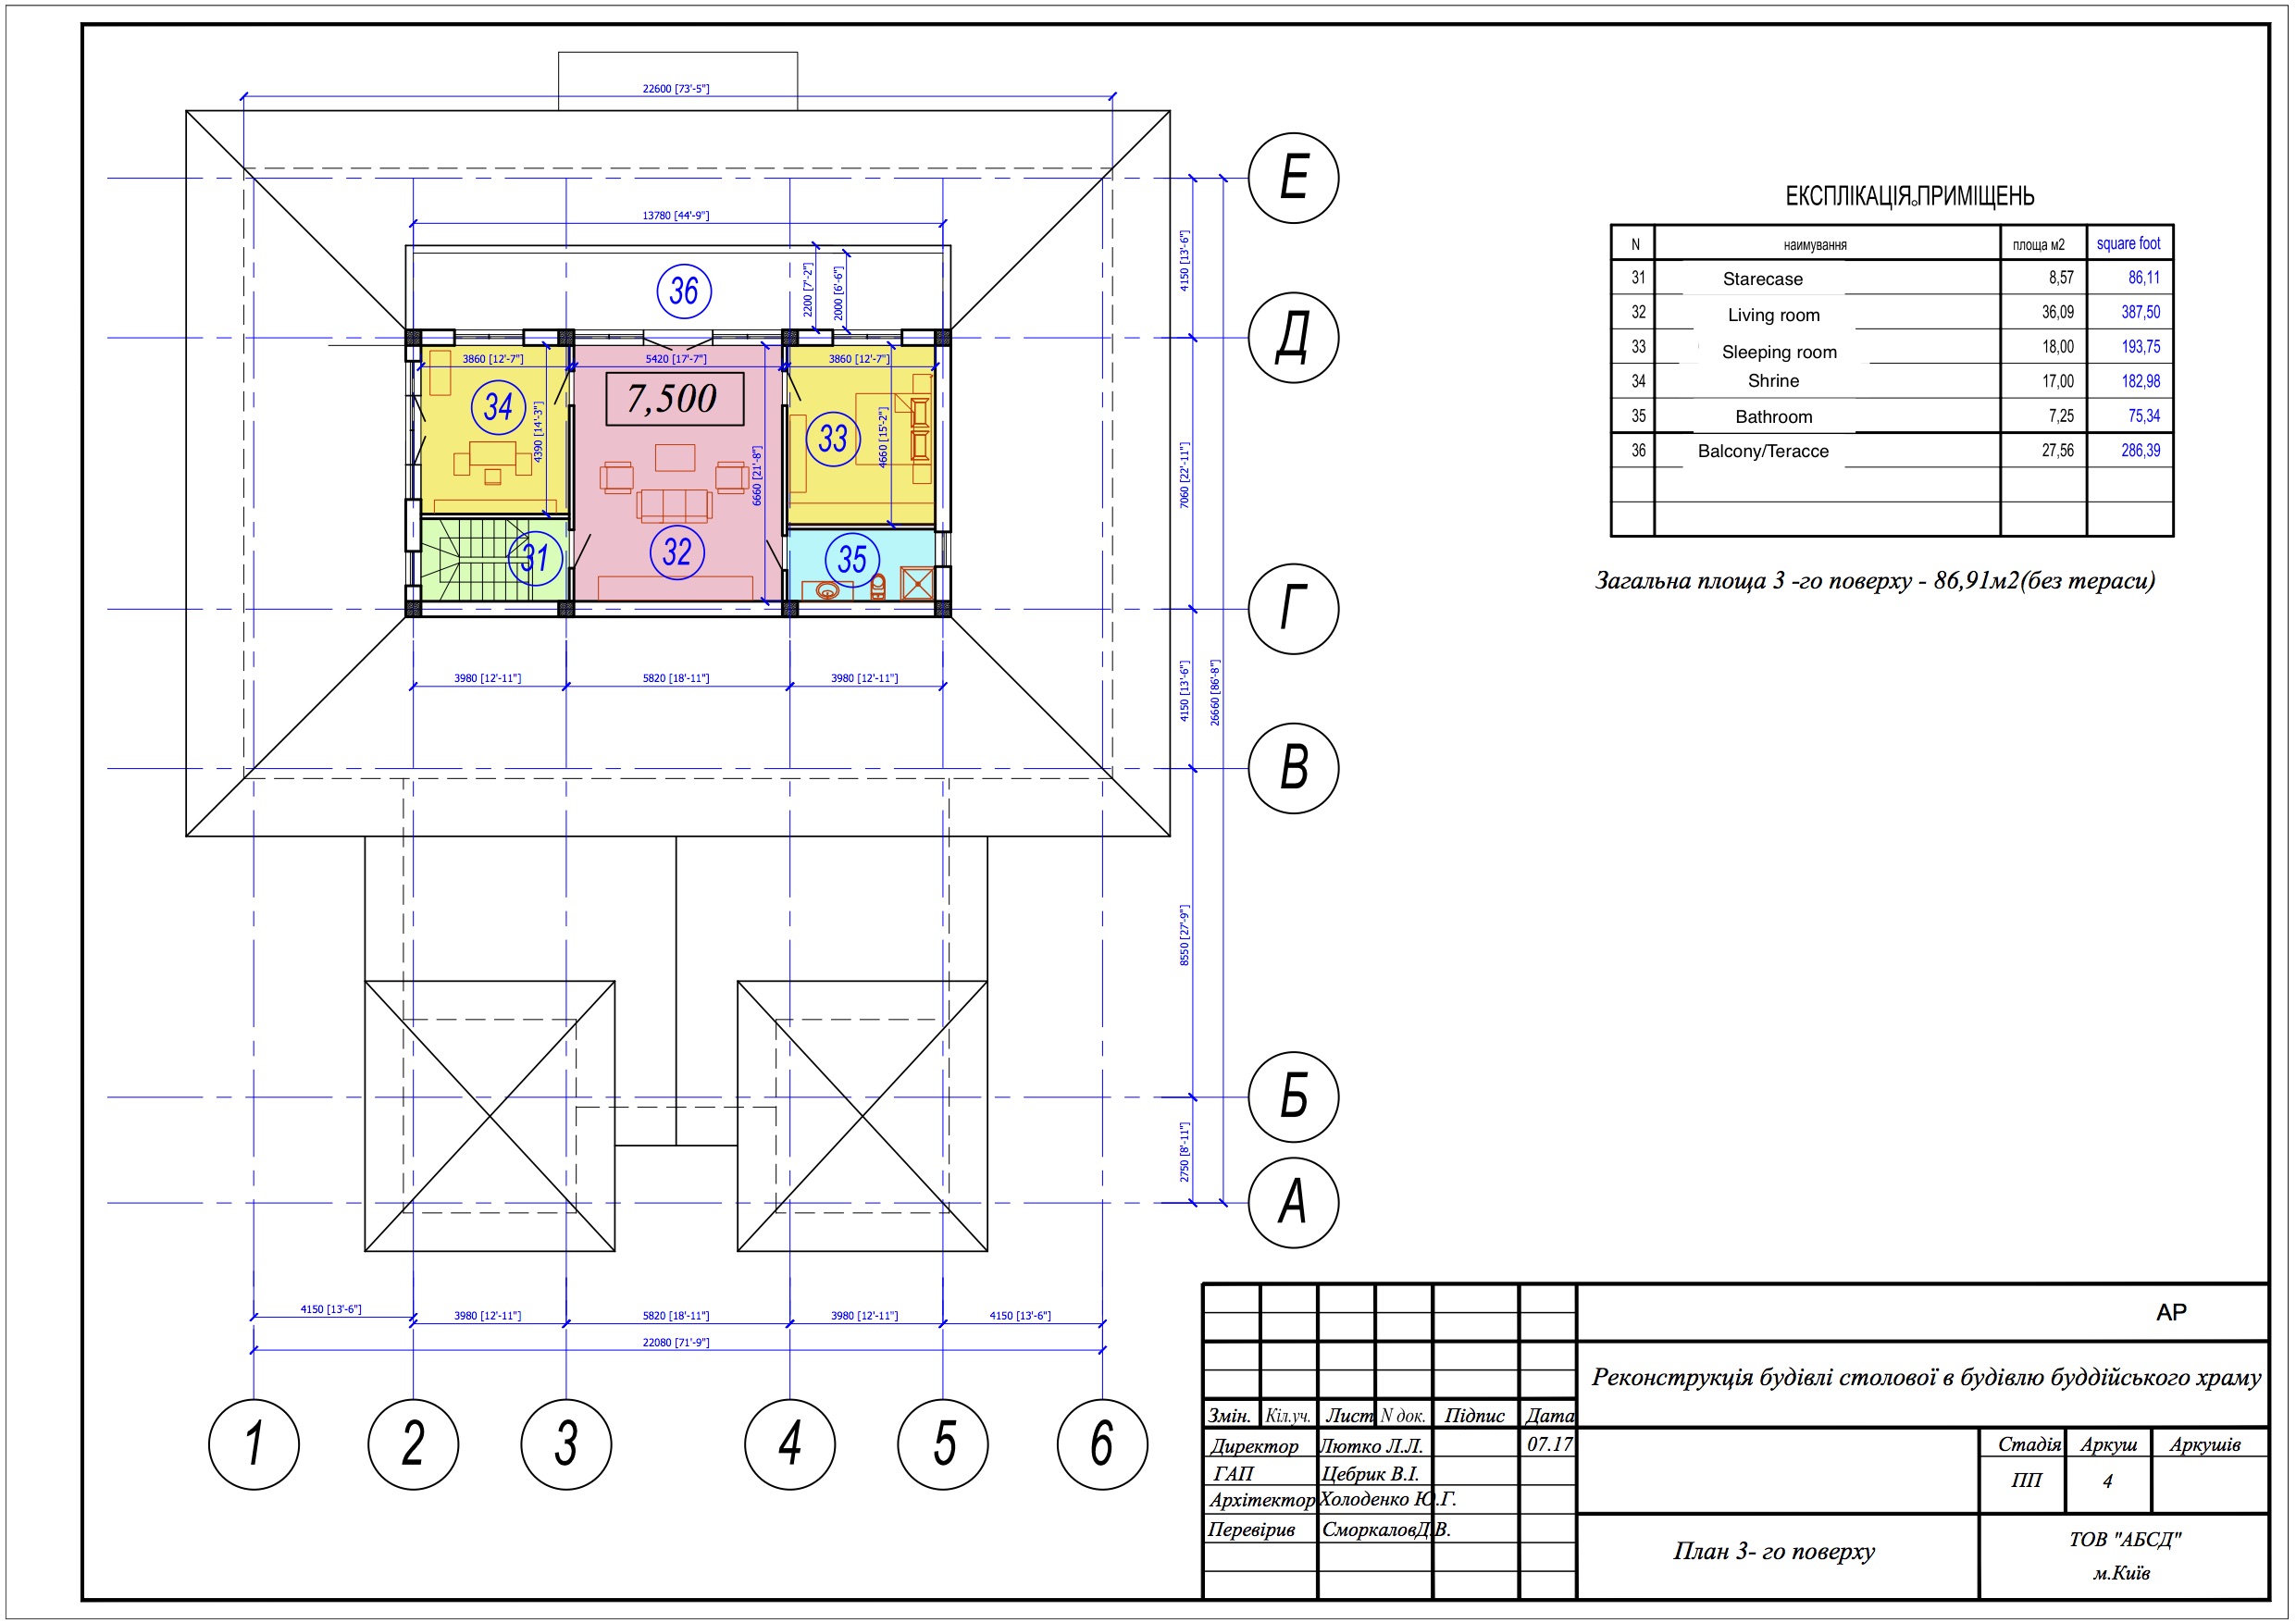 22600 [73'-5"]
13780 [44'-9"]
36
2200 [7'-2"]
2000 [6'-6"]
3860 [12'-7"]
5420 [17'-7"]
3860 [12'-7"]
7,500
34
4390 [14'-3"]
33
4660 [15'-2"]
6660 [21'-8"]
31
32
35
3980 [12'-11"]
5820 [18'-11"]
3980 [12'-11"]
4150 [13'-6"]
7060 [22'-11"]
4150 [13'-6"]
26660 [86'-8"]
8550 [27'-9"]
2750 [8'-11"]
Е
Д
Г
В
Б
А
4150 [13'-6"]
3980 [12'-11"]
5820 [18'-11"]
3980 [12'-11"]
4150 [13'-6"]
22080 [71'-9"]
1
2
3
4
5
6
ЕКСПЛІКАЦІЯ ПРИМІЩЕНЬ
N наимування площа м2 square foot
31 Starecase 8,57 86,11
32 Living room 36,09 387,50
33 Sleeping room 18,00 193,75
34 Shrine 17,00 182,98
35 Bathroom 7,25 75,34
36 Balcony/Teracce 27,56 286,39
Загальна площа 3 -го поверху - 86,91м2(без тераси)
АР
Реконструкція будівлі столової в будівлю буддійського храму
Змін. Кіл.уч. Лист N док. Підпис Дата
Директор Лютко Л.Л. 07.17
ГАП Цебрик В.І.
Архітектор Холоденко Ю.Г.
Перевірив СморкаловД.В.
Стадія Аркуш Аркушів
ПП 4
План 3- го поверху
ТОВ "АБСД"
м.Київ